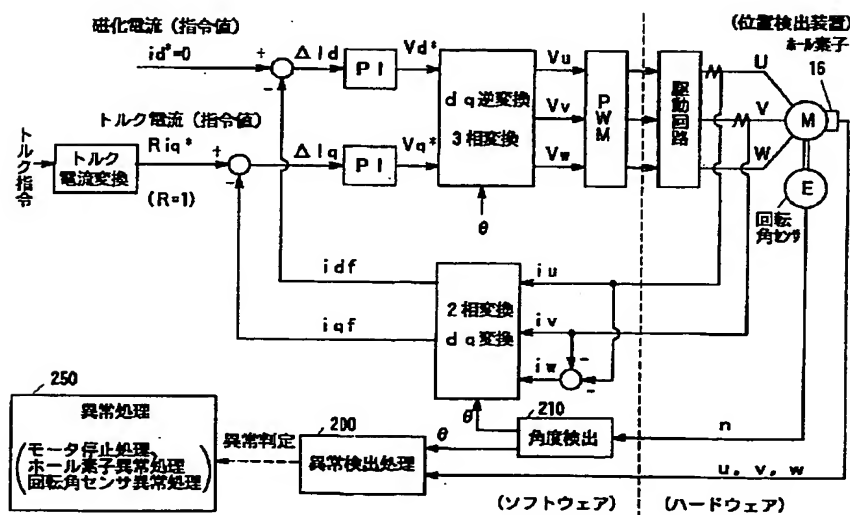 磁化電流(指令値)
id*=0
+
-
ΔId
PI
Vd*
dq逆変換
3相変換
θ
Vu
Vv
Vw
PWM
駆動回路
(位置検出装置)
ホール素子
16
U
V
W
M
E
回転
角センサ
トルク指令
トルク
電流変換
トルク電流(指令値)
Riq*
(R=1)
+
-
ΔIq
PI
Vq*
idf
iqf
2相変換
dq変換
iu
iv
iw
-
-
θ
210
角度検出
n
θ
200
異常検出処理
u, v, w
異常判定
250
異常処理
(モータ停止処理、
ホール素子異常処理
回転角センサ異常処理)
(ソフトウェア)
(ハードウェア)